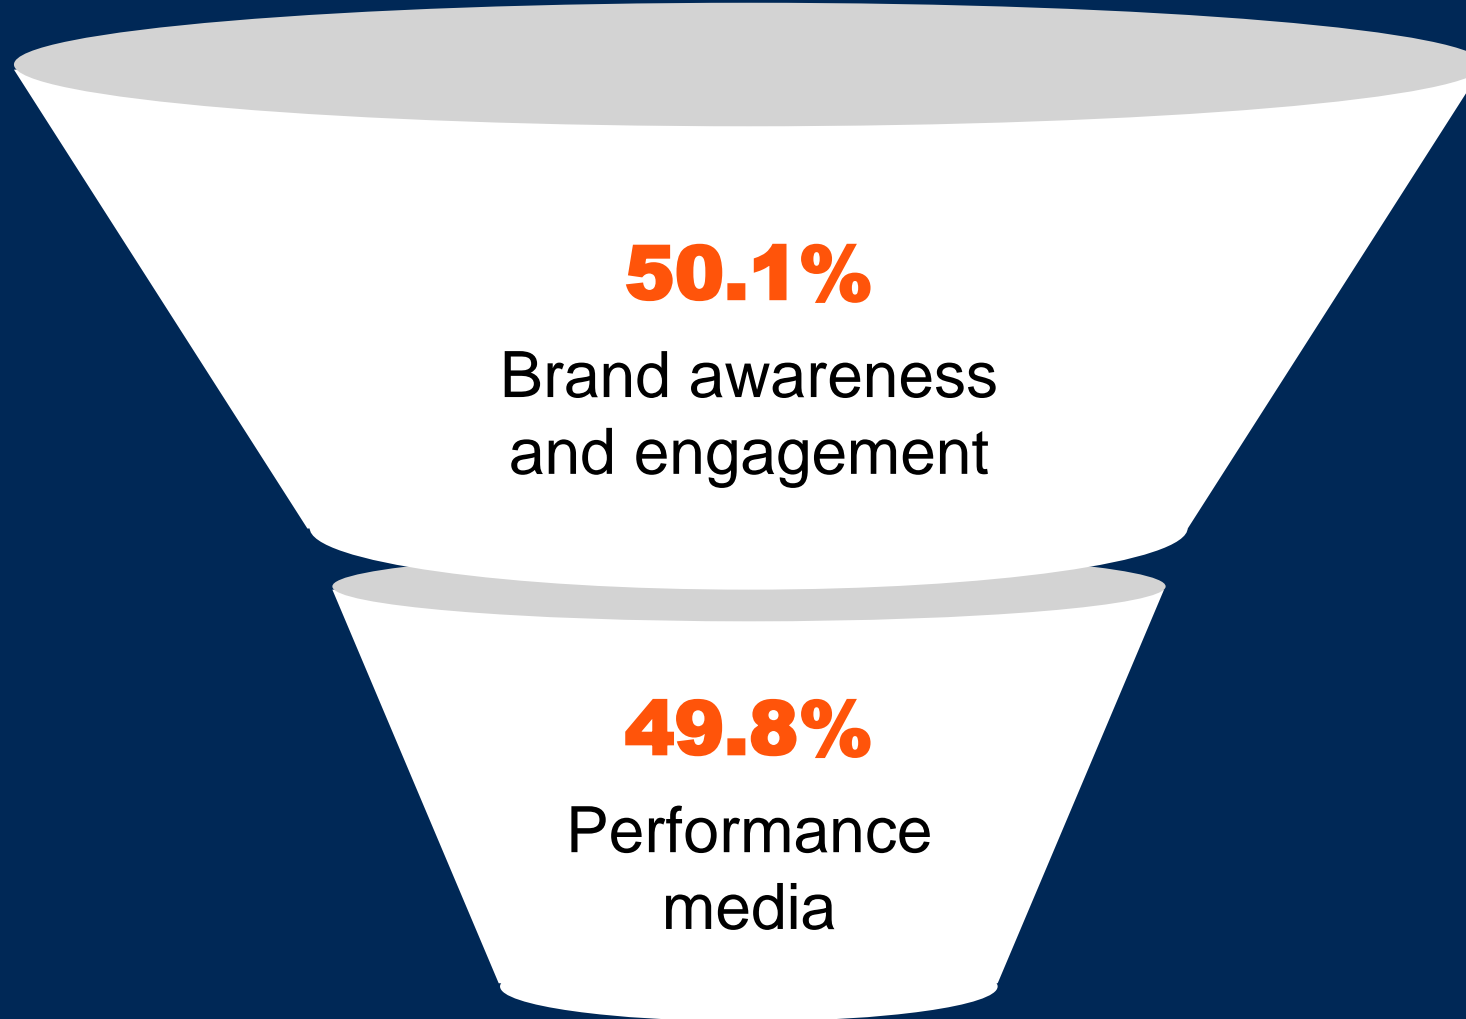 50.1%
Brand awareness
and engagement
49.8%
Performance
media